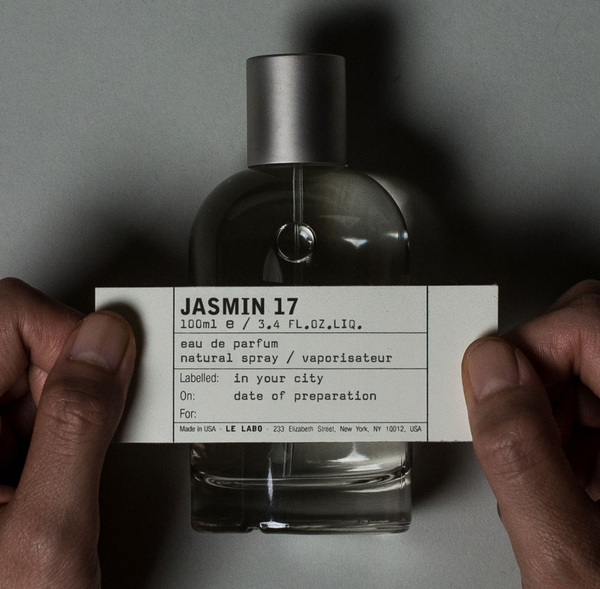 JASMIN 17
100ml e / 3.4 FL.OZ.LIQ.
eau de parfum
natural spray / vaporisateur
Labelled: in your city
On: date of preparation
For:
Made in USA - LE LABO - 233 Elizabeth Street, New York, NY 10012, USA